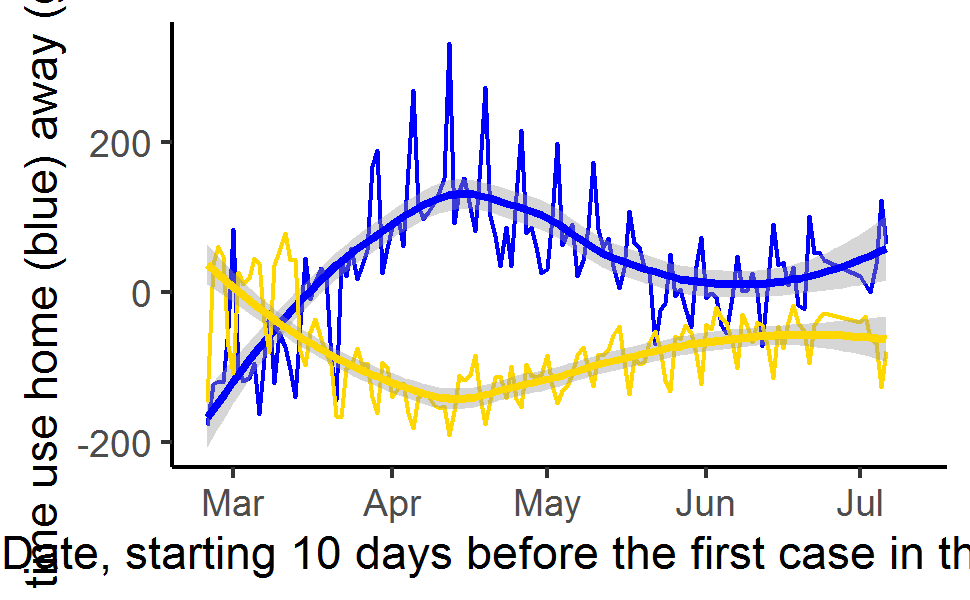 time use home (blue) away (
200
0
-200
Mar Apr May Jun Jul
Date, starting 10 days before the first case in th